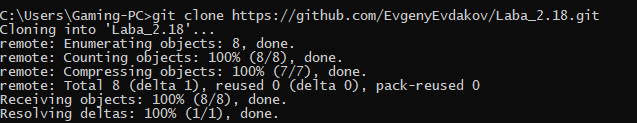 C:\Users\Gaming-PC>git clone https://github.com/EvgenyEvdakov/Laba_2.18.git
Cloning into 'Laba_2.18'...
remote: Enumerating objects: 8, done.
remote: Counting objects: 100% (8/8), done.
remote: Compressing objects: 100% (7/7), done.
remote: Total 8 (delta 1), reused 0 (delta 0), pack-reused 0
Receiving objects: 100% (8/8), done.
Resolving deltas: 100% (1/1), done.